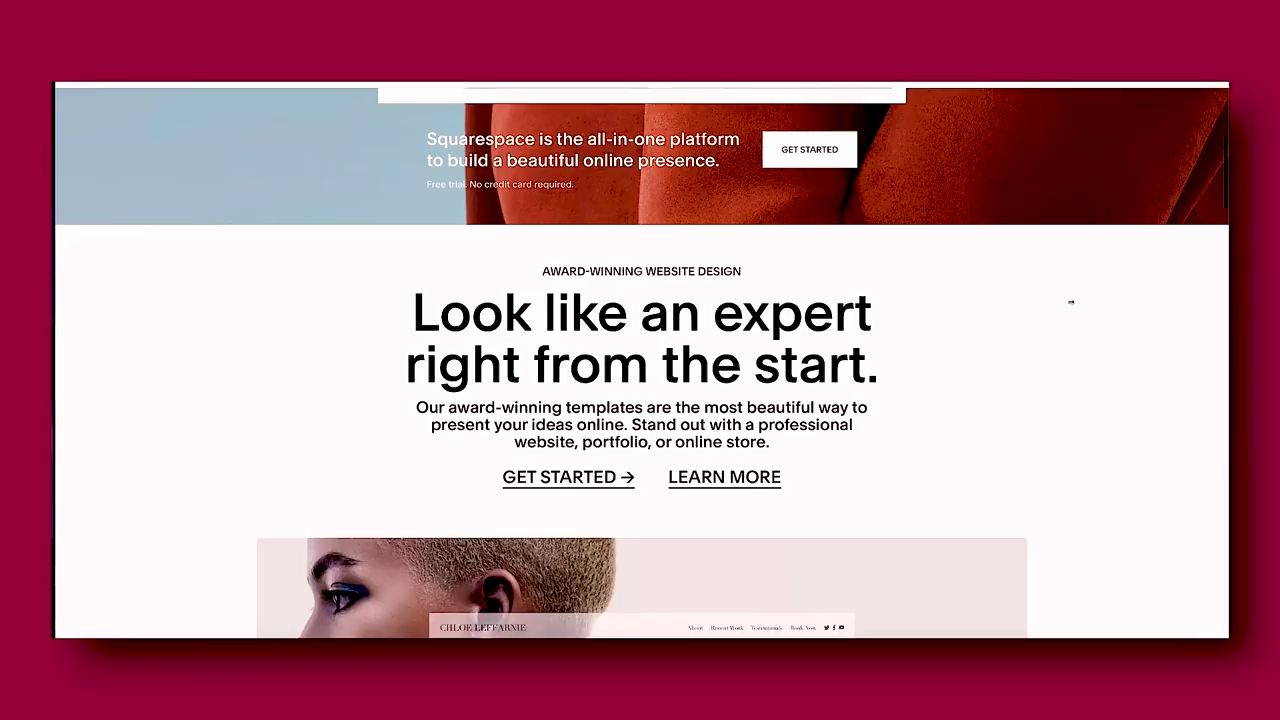 Squarespace is the all-in-one platform
to build a beautiful online presence.
GET STARTED
Free trial. No credit card required.
AWARD-WINNING WEBSITE DESIGN
Look like an expert
right from the start.
Our award-winning templates are the most beautiful way to
present your ideas online. Stand out with a professional
website, portfolio, or online store.
GET STARTED → LEARN MORE
CHLOE LEFFARNIE About Recent Work Testimonials Book Now